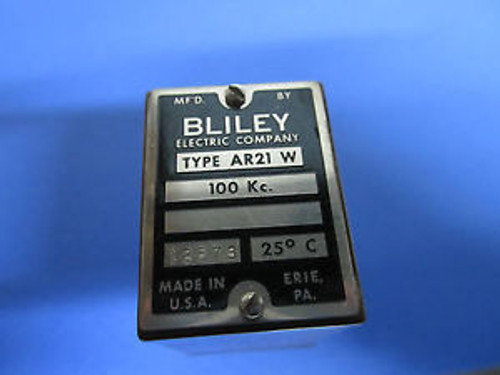 MF'D. BY
BLILEY
ELECTRIC COMPANY
TYPE AR21 W
100 Kc.
25° C
MADE IN U.S.A.
ERIE, PA.